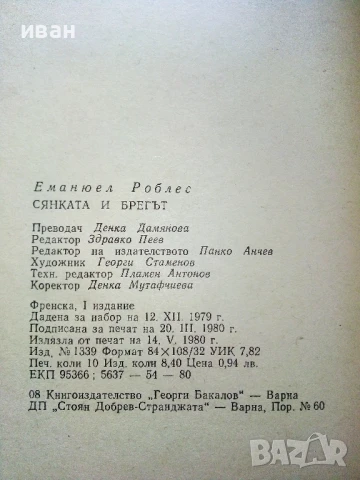 иван
Еманюел Роблес
СЯНКАТА И БРЕГЪТ
Преводач Денка Дамянова
Редактор Здравко Пеев
Редактор на издателството Панко Анчев
Художник Георги Стаменов
Техн. редактор Пламен Антонов
Коректор Денка Мутафчиева
Френска, I издание
Дадена за набор на 12. XII. 1979 г.
Подписана за печат на 20. III. 1980 г.
Излязла от печат на 14. V. 1980 г.
Изд. № 1339 Формат 84×108/32 УИК 7,82
Печ. коли 10 Изд. коли 8,40 Цена 0,94 лв.
ЕКП 95366; 5637 — 54 — 80
08 Книгоиздателство „Георги Бакалов" — Варна
ДП „Стоян Добрев-Странджата" — Варна, Пор. № 60
BAZAR
bg